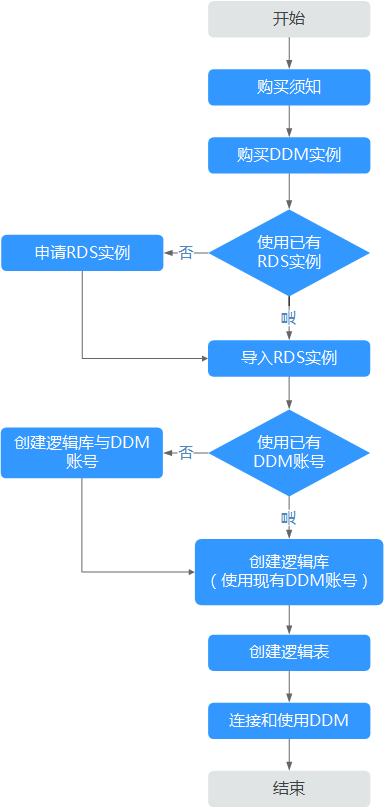 开始
购买须知
购买DDM实例
使用已有
RDS实例
否
申请RDS实例
是
导入RDS实例
使用已有
DDM账号
否
创建逻辑库与DDM
账号
是
创建逻辑库
（使用现有DDM账号）
创建逻辑表
连接和使用DDM
结束